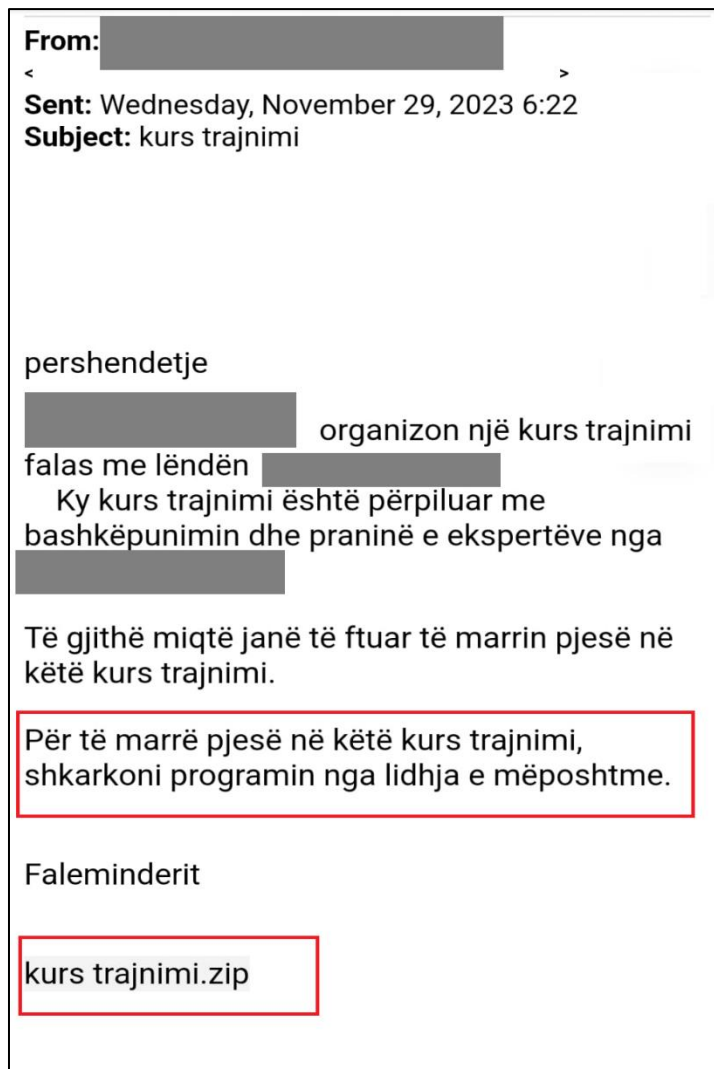 From:
< >
Sent: Wednesday, November 29, 2023 6:22
Subject: kurs trajnimi
pershendetje
organizon një kurs trajnimi
falas me lëndën
Ky kurs trajnimi është përpiluar me
bashkëpunimin dhe praninë e ekspertëve nga
Të gjithë miqtë janë të ftuar të marrin pjesë në
këtë kurs trajnimi.
Për të marrë pjesë në këtë kurs trajnimi,
shkarkoni programin nga lidhja e mëposhtme.
Faleminderit
kurs trajnimi.zip